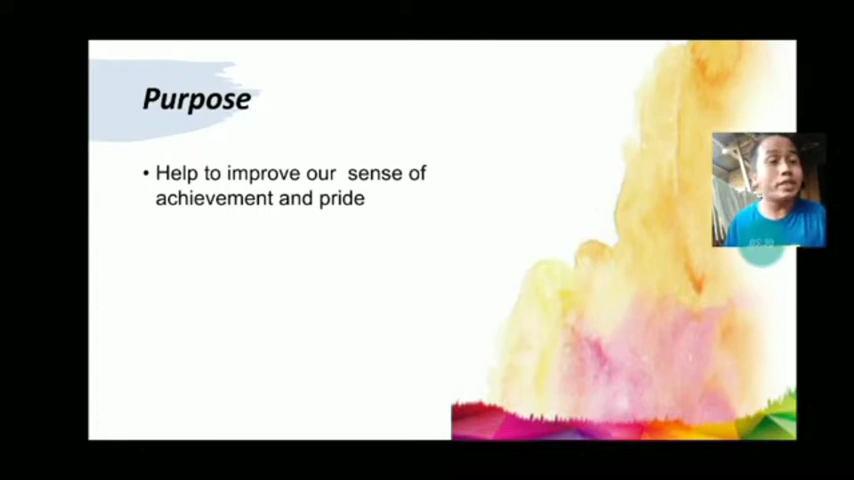 Purpose
• Help to improve our sense of
achievement and pride